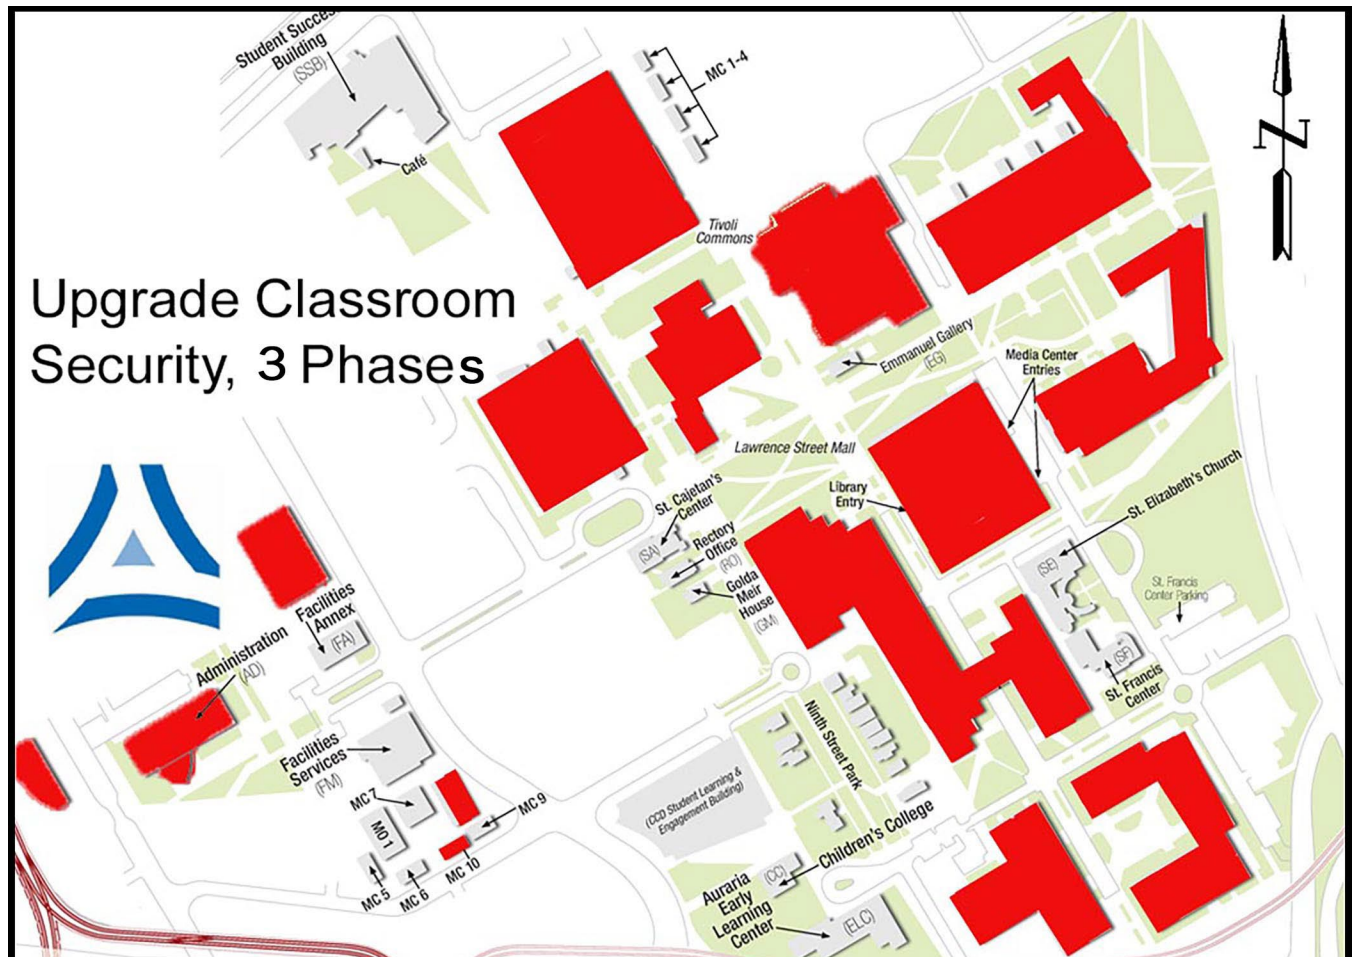 Student Success
Building
(SSB)
Café
MC 1-4
Tivoli
Commons
N
Upgrade Classroom
Security, 3 Phases
Emmanuel Gallery
(EG)
Media Center
Entries
Lawrence Street Mall
Library
Entry
St. Cajetan's
Center
(SA)
Rectory
Office
(RO)
Golda
Meir
House
(GM)
St. Elizabeth's Church
(SE)
St. Francis
Center Parking
(SF)
St. Francis
Center
Facilities
Annex
(FA)
Administration
(AD)
Facilities
Services
(FM)
MC 7
MC 9
MO1
MC 10
MC 5
MC 6
Ninth Street Park
(CCD Student Learning &
Engagement Building)
Children's College
(CC)
Auraria
Early
Learning
Center
(ELC)